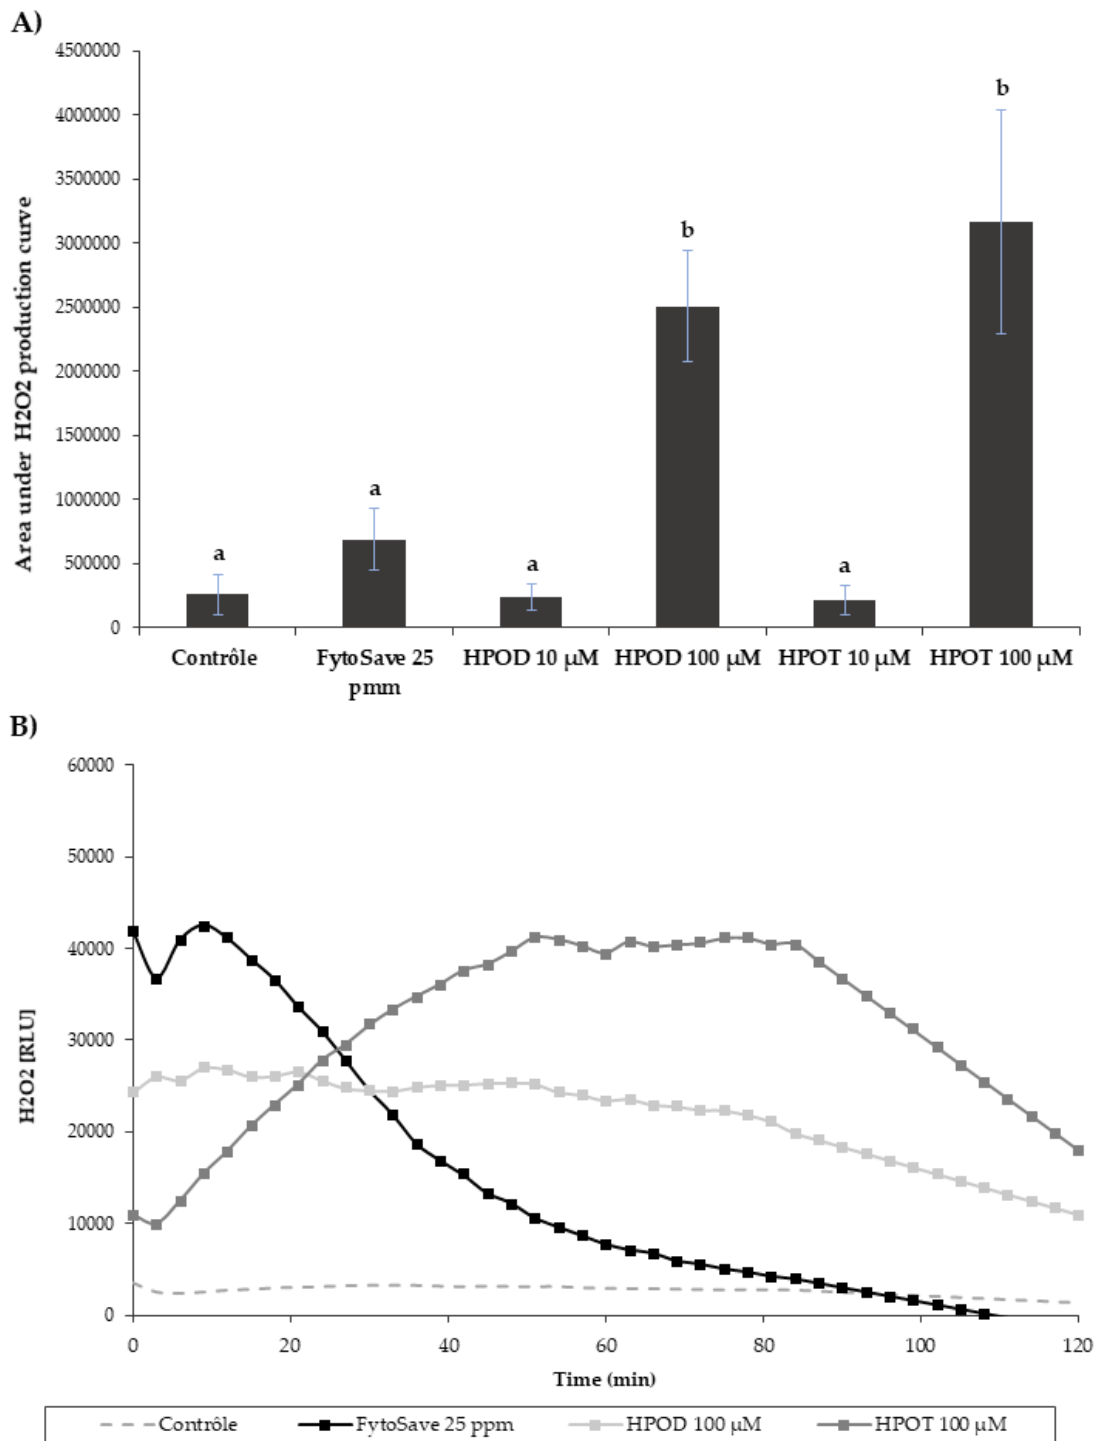 A)
4500000
4000000
3500000
3000000
2500000
2000000
1500000
1000000
500000
0
Area under H2O2 production curve
a
a
a
b
a
b
Contrôle
FytoSave 25
pmm
HPOD 10 µM
HPOD 100 µM
HPOT 10 µM
HPOT 100 µM
B)
60000
50000
40000
30000
20000
10000
0
H2O2 [RLU]
0 20 40 60 80 100 120
Time (min)
Contrôle FytoSave 25 ppm HPOD 100 µM HPOT 100 µM